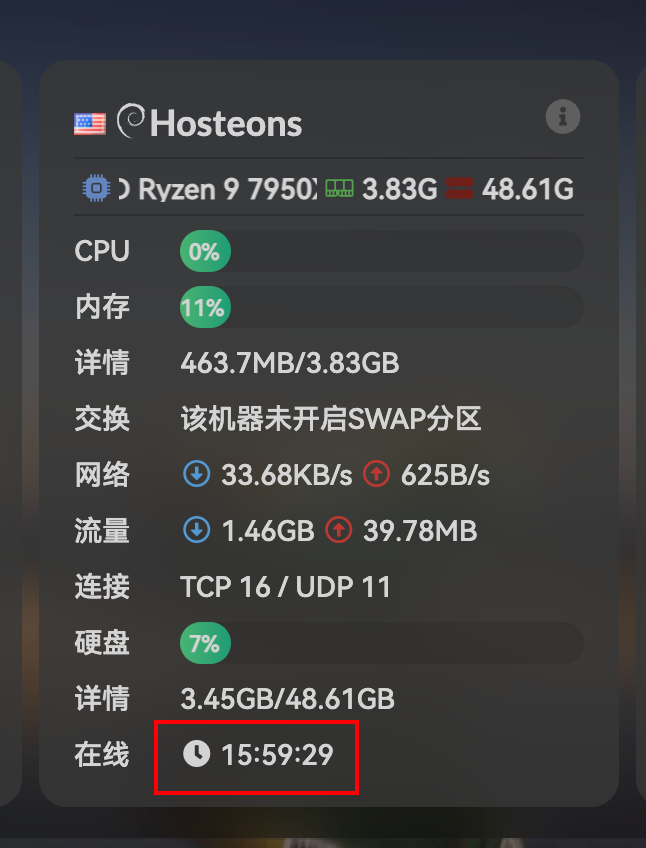 Hosteons
Ryzen 9 7950 3.83G 48.61G
CPU 0%
内存 11%
详情 463.7MB/3.83GB
交换 该机器未开启SWAP分区
网络 33.68KB/s 625B/s
流量 1.46GB 39.78MB
连接 TCP 16 / UDP 11
硬盘 7%
详情 3.45GB/48.61GB
在线 15:59:29